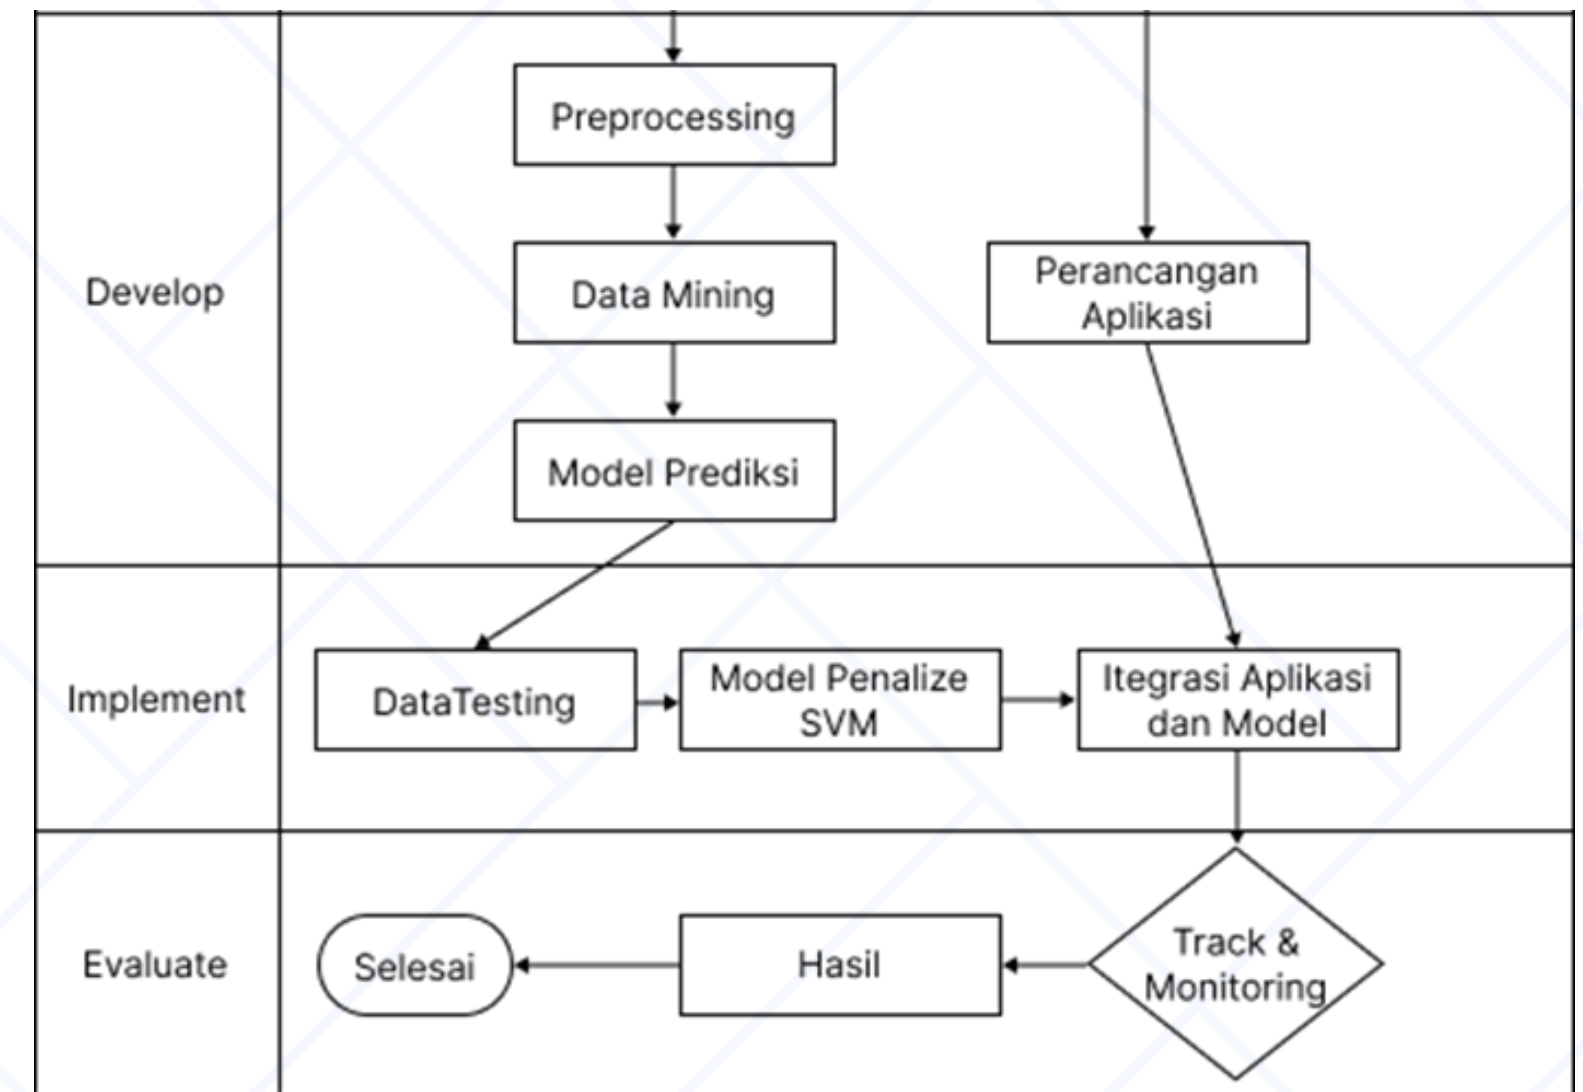 Develop
Preprocessing
Data Mining
Perancangan
Aplikasi
Model Prediksi
Implement
DataTesting
Model Penalize
SVM
Itegrasi Aplikasi
dan Model
Evaluate
Selesai
Hasil
Track &
Monitoring